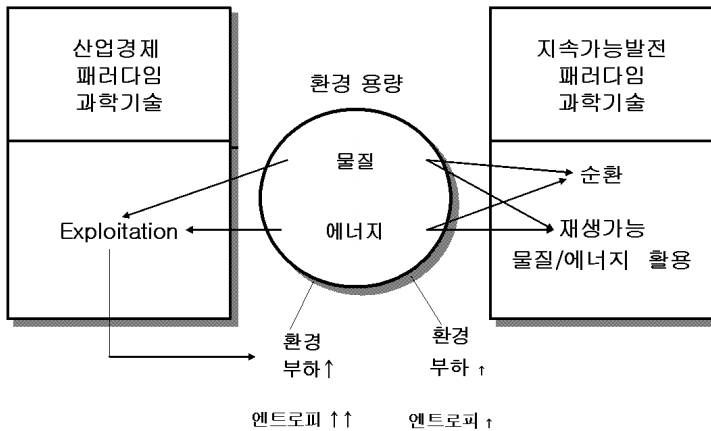 산업경제
패러다임
과학기술
환경 용량
물질
에너지
Exploitation
지속가능발전
패러다임
과학기술
순환
재생가능
물질/에너지 활용
환경
부하↑
엔트로피 ↑↑
환경
부하 ↑
엔트로피 ↑